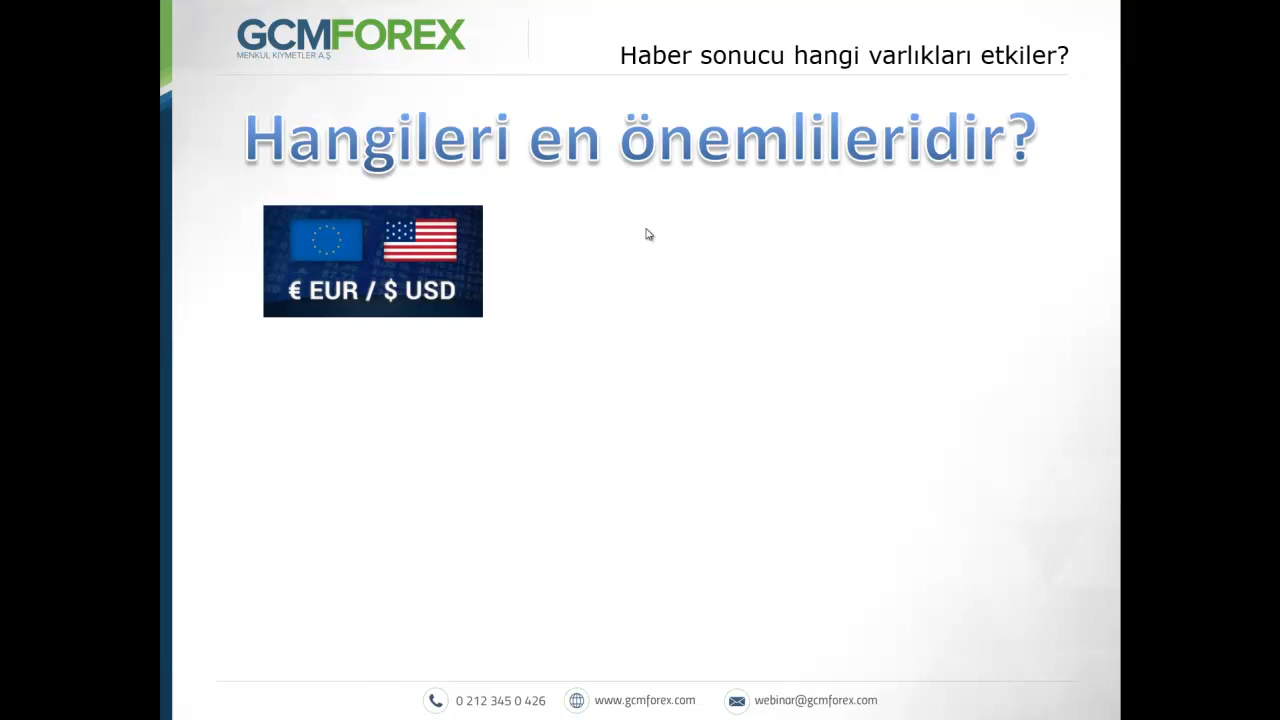 GCMFOREX
MENKUL KIYMETLER A.Ş
Haber sonucu hangi varlıkları etkiler?
Hangileri en önemlileridir?
€ EUR / $ USD
0 212 345 0 426
www.gcmforex.com
webinar@gcmforex.com